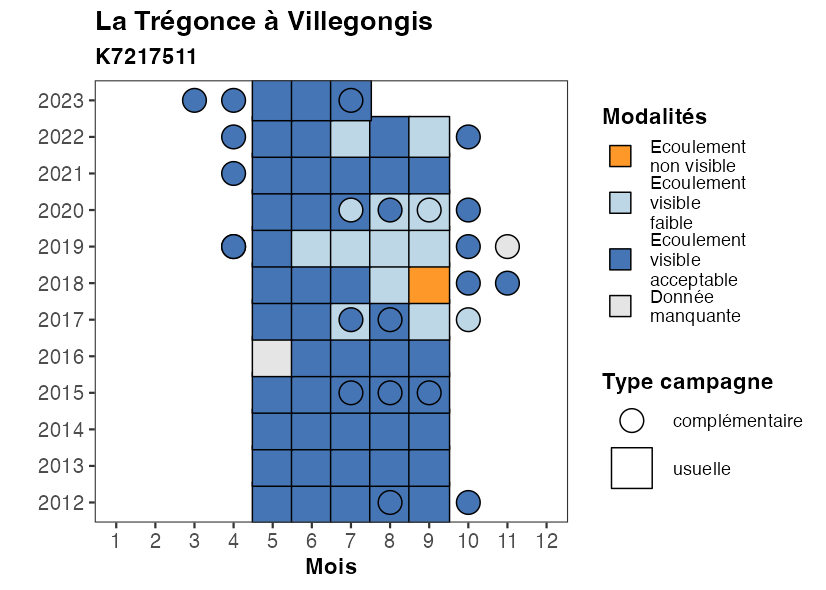 La Trégonce à Villegongis
K7217511
2023
2022
2021
2020
2019
2018
2017
2016
2015
2014
2013
2012
1 2 3 4 5 6 7 8 9 10 11 12
Mois
Modalités
Ecoulement
non visible
Ecoulement
visible
faible
Ecoulement
visible
acceptable
Donnée
manquante
Type campagne
complémentaire
usuelle